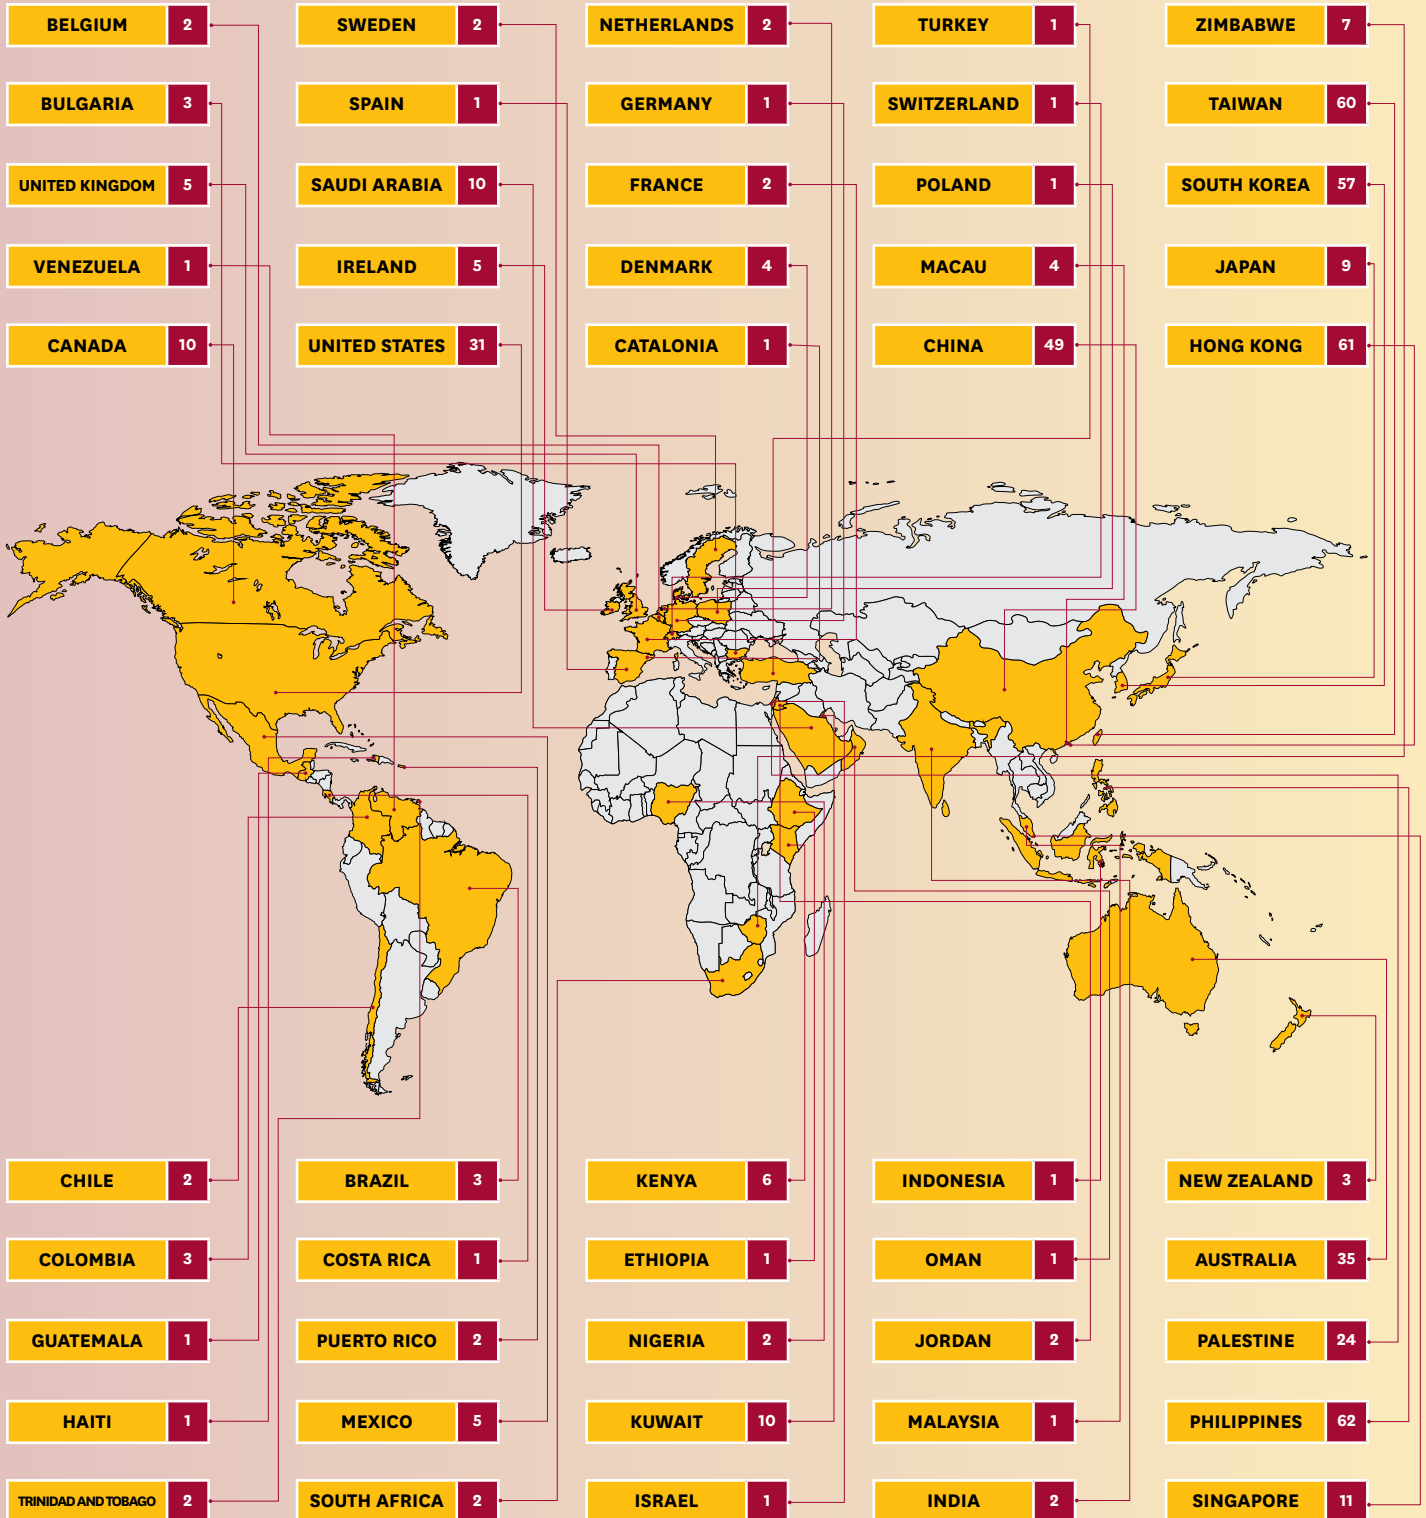 BELGIUM 2
SWEDEN 2
NETHERLANDS 2
TURKEY 1
ZIMBABWE 7
BULGARIA 3
SPAIN 1
GERMANY 1
SWITZERLAND 1
TAIWAN 60
UNITED KINGDOM 5
SAUDI ARABIA 10
FRANCE 2
POLAND 1
SOUTH KOREA 57
VENEZUELA 1
IRELAND 5
DENMARK 4
MACAU 4
JAPAN 9
CANADA 10
UNITED STATES 31
CATALONIA 1
CHINA 49
HONG KONG 61
CHILE 2
BRAZIL 3
KENYA 6
INDONESIA 1
NEW ZEALAND 3
COLOMBIA 3
COSTA RICA 1
ETHIOPIA 1
OMAN 1
AUSTRALIA 35
GUATEMALA 1
PUERTO RICO 2
NIGERIA 2
JORDAN 2
PALESTINE 24
HAITI 1
MEXICO 5
KUWAIT 10
MALAYSIA 1
PHILIPPINES 62
TRINIDAD AND TOBAGO 2
SOUTH AFRICA 2
ISRAEL 1
INDIA 2
SINGAPORE 11